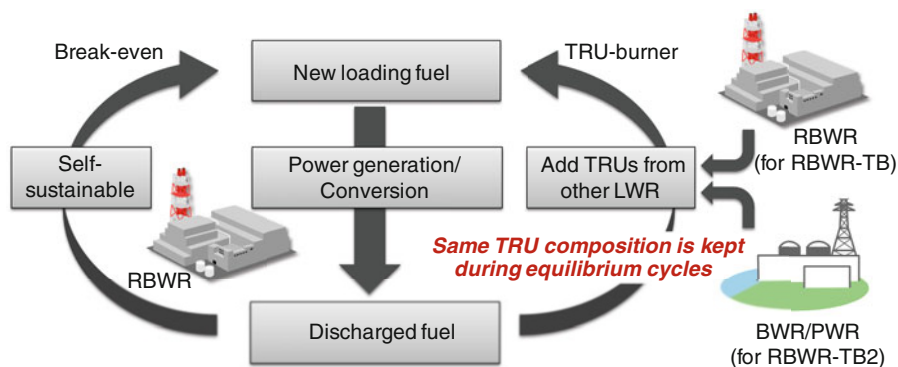 Break-even
New loading fuel
TRU-burner
Self-
sustainable
Power generation/
Conversion
Add TRUs from
other LWR
RBWR
(for RBWR-TB)
RBWR
Same TRU composition is kept
during equilibrium cycles
Discharged fuel
BWR/PWR
(for RBWR-TB2)